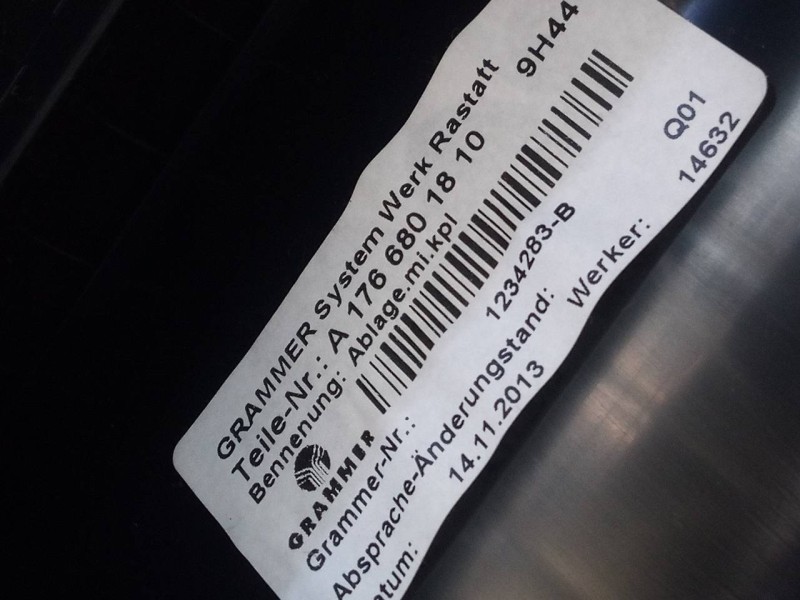 GRAMMER System Werk Rastatt
Teile-Nr.: A 176 680 18 10 9H44
Bennenung: Ablage.mi.kpl
GRAMMER
Grammer-Nr.: 1234283-B
Absprache-Änderungstand: Q01
atum: 14.11.2013 Werker: 14632